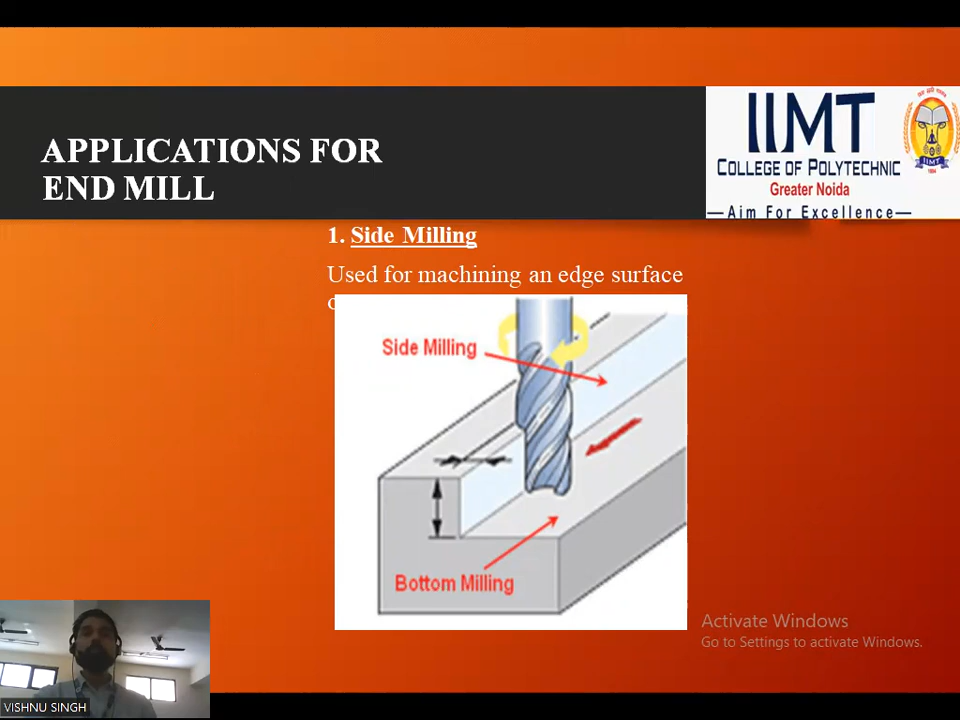 APPLICATIONS FOR
END MILL
IIMT
COLLEGE OF POLYTECHNIC
Greater Noida
—Aim For Excellence—
IIMT
1. Side Milling
Used for machining an edge surface
Side Milling
Bottom Milling
Activate Windows
Go to Settings to activate Windows.
VISHNU SINGH